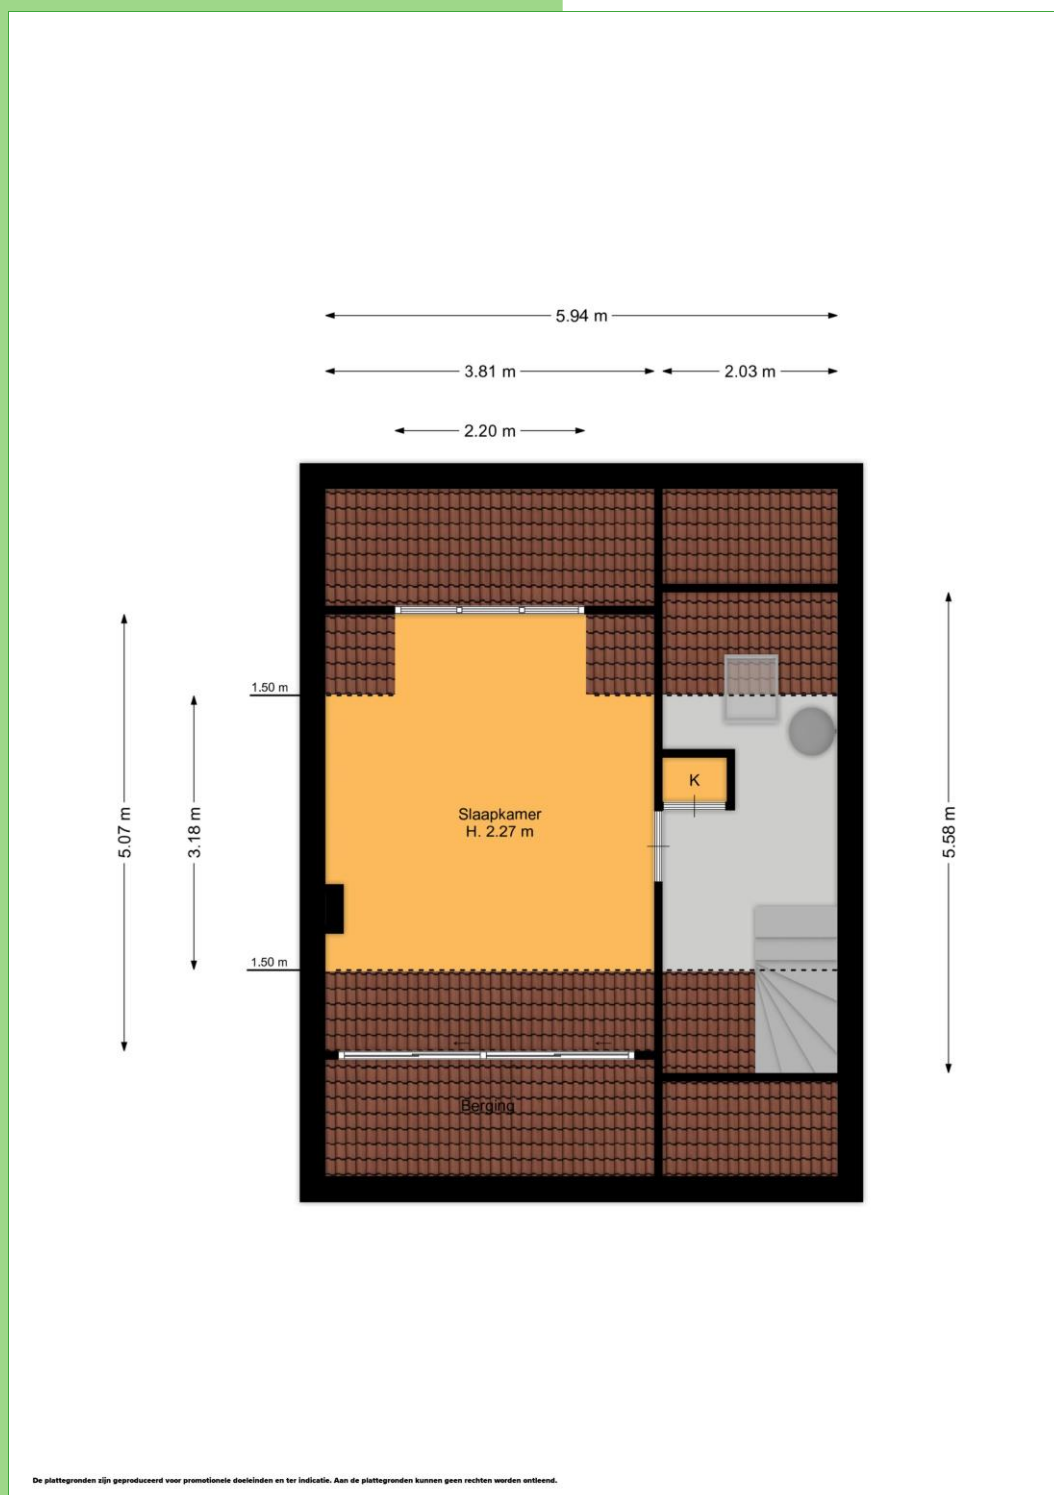 5.94 m
3.81 m
2.03 m
2.20 m
1.50 m
K
5.07 m
3.18 m
Slaapkamer
H. 2.27 m
5.58 m
1.50 m
Berging
De plattegronden zijn geproduceerd voor promotionele doeleinden en ter indicatie. Aan de plattegronden kunnen geen rechten worden ontleend.